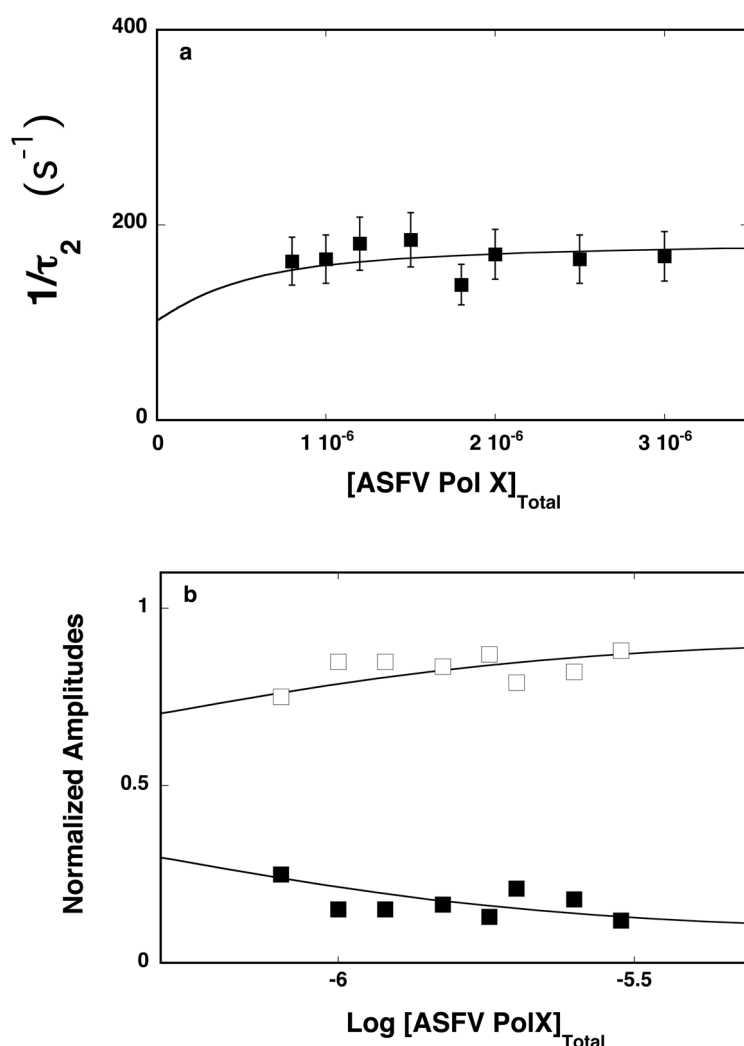 400
a
1/τ2 (s-1)
200
0
0
1 10-6
2 10-6
3 10-6
[ASFV Pol X]Total
b
1
Normalized Amplitudes
0.5
0
-6
-5.5
Log [ASFV PolX]Total